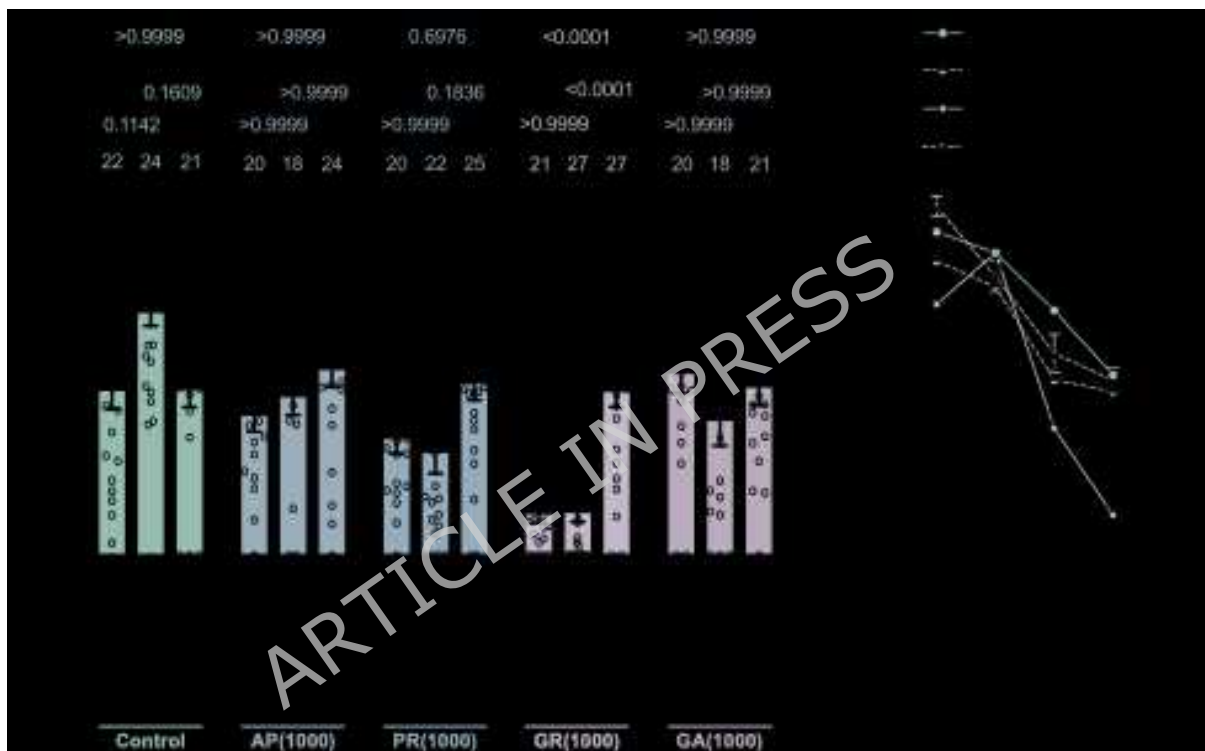 >0.9999 >0.9999 0.6976 <0.0001 >0.9999
0.1609 >0.9999 0.1836 <0.0001 >0.9999
0.1142 >0.9999 >0.9999 >0.9999 >0.9999
22 24 21 20 18 24 20 22 25 21 27 27 20 18 21
ARTICLE IN PRESS
Control AP(1000) PR(1000) GR(1000) GA(1000)